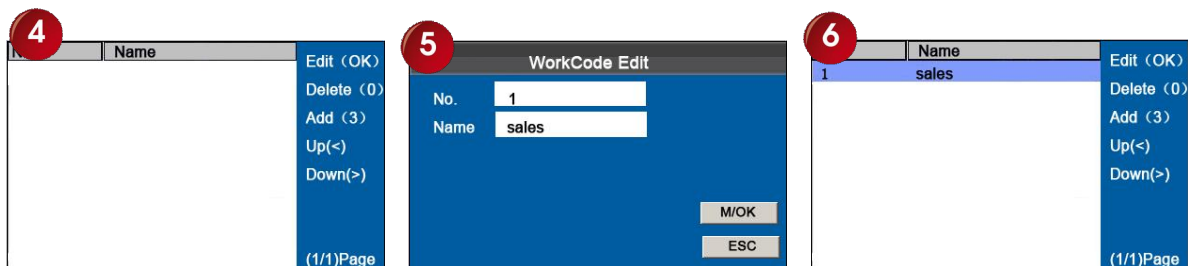 4
Name
Edit（OK）
Delete（0）
Add（3）
Up(<)
Down(>)
(1/1)Page
5
WorkCode Edit
No. 1
Name sales
M/OK
ESC
6
Name
1 sales
Edit（OK）
Delete（0）
Add（3）
Up(<)
Down(>)
(1/1)Page